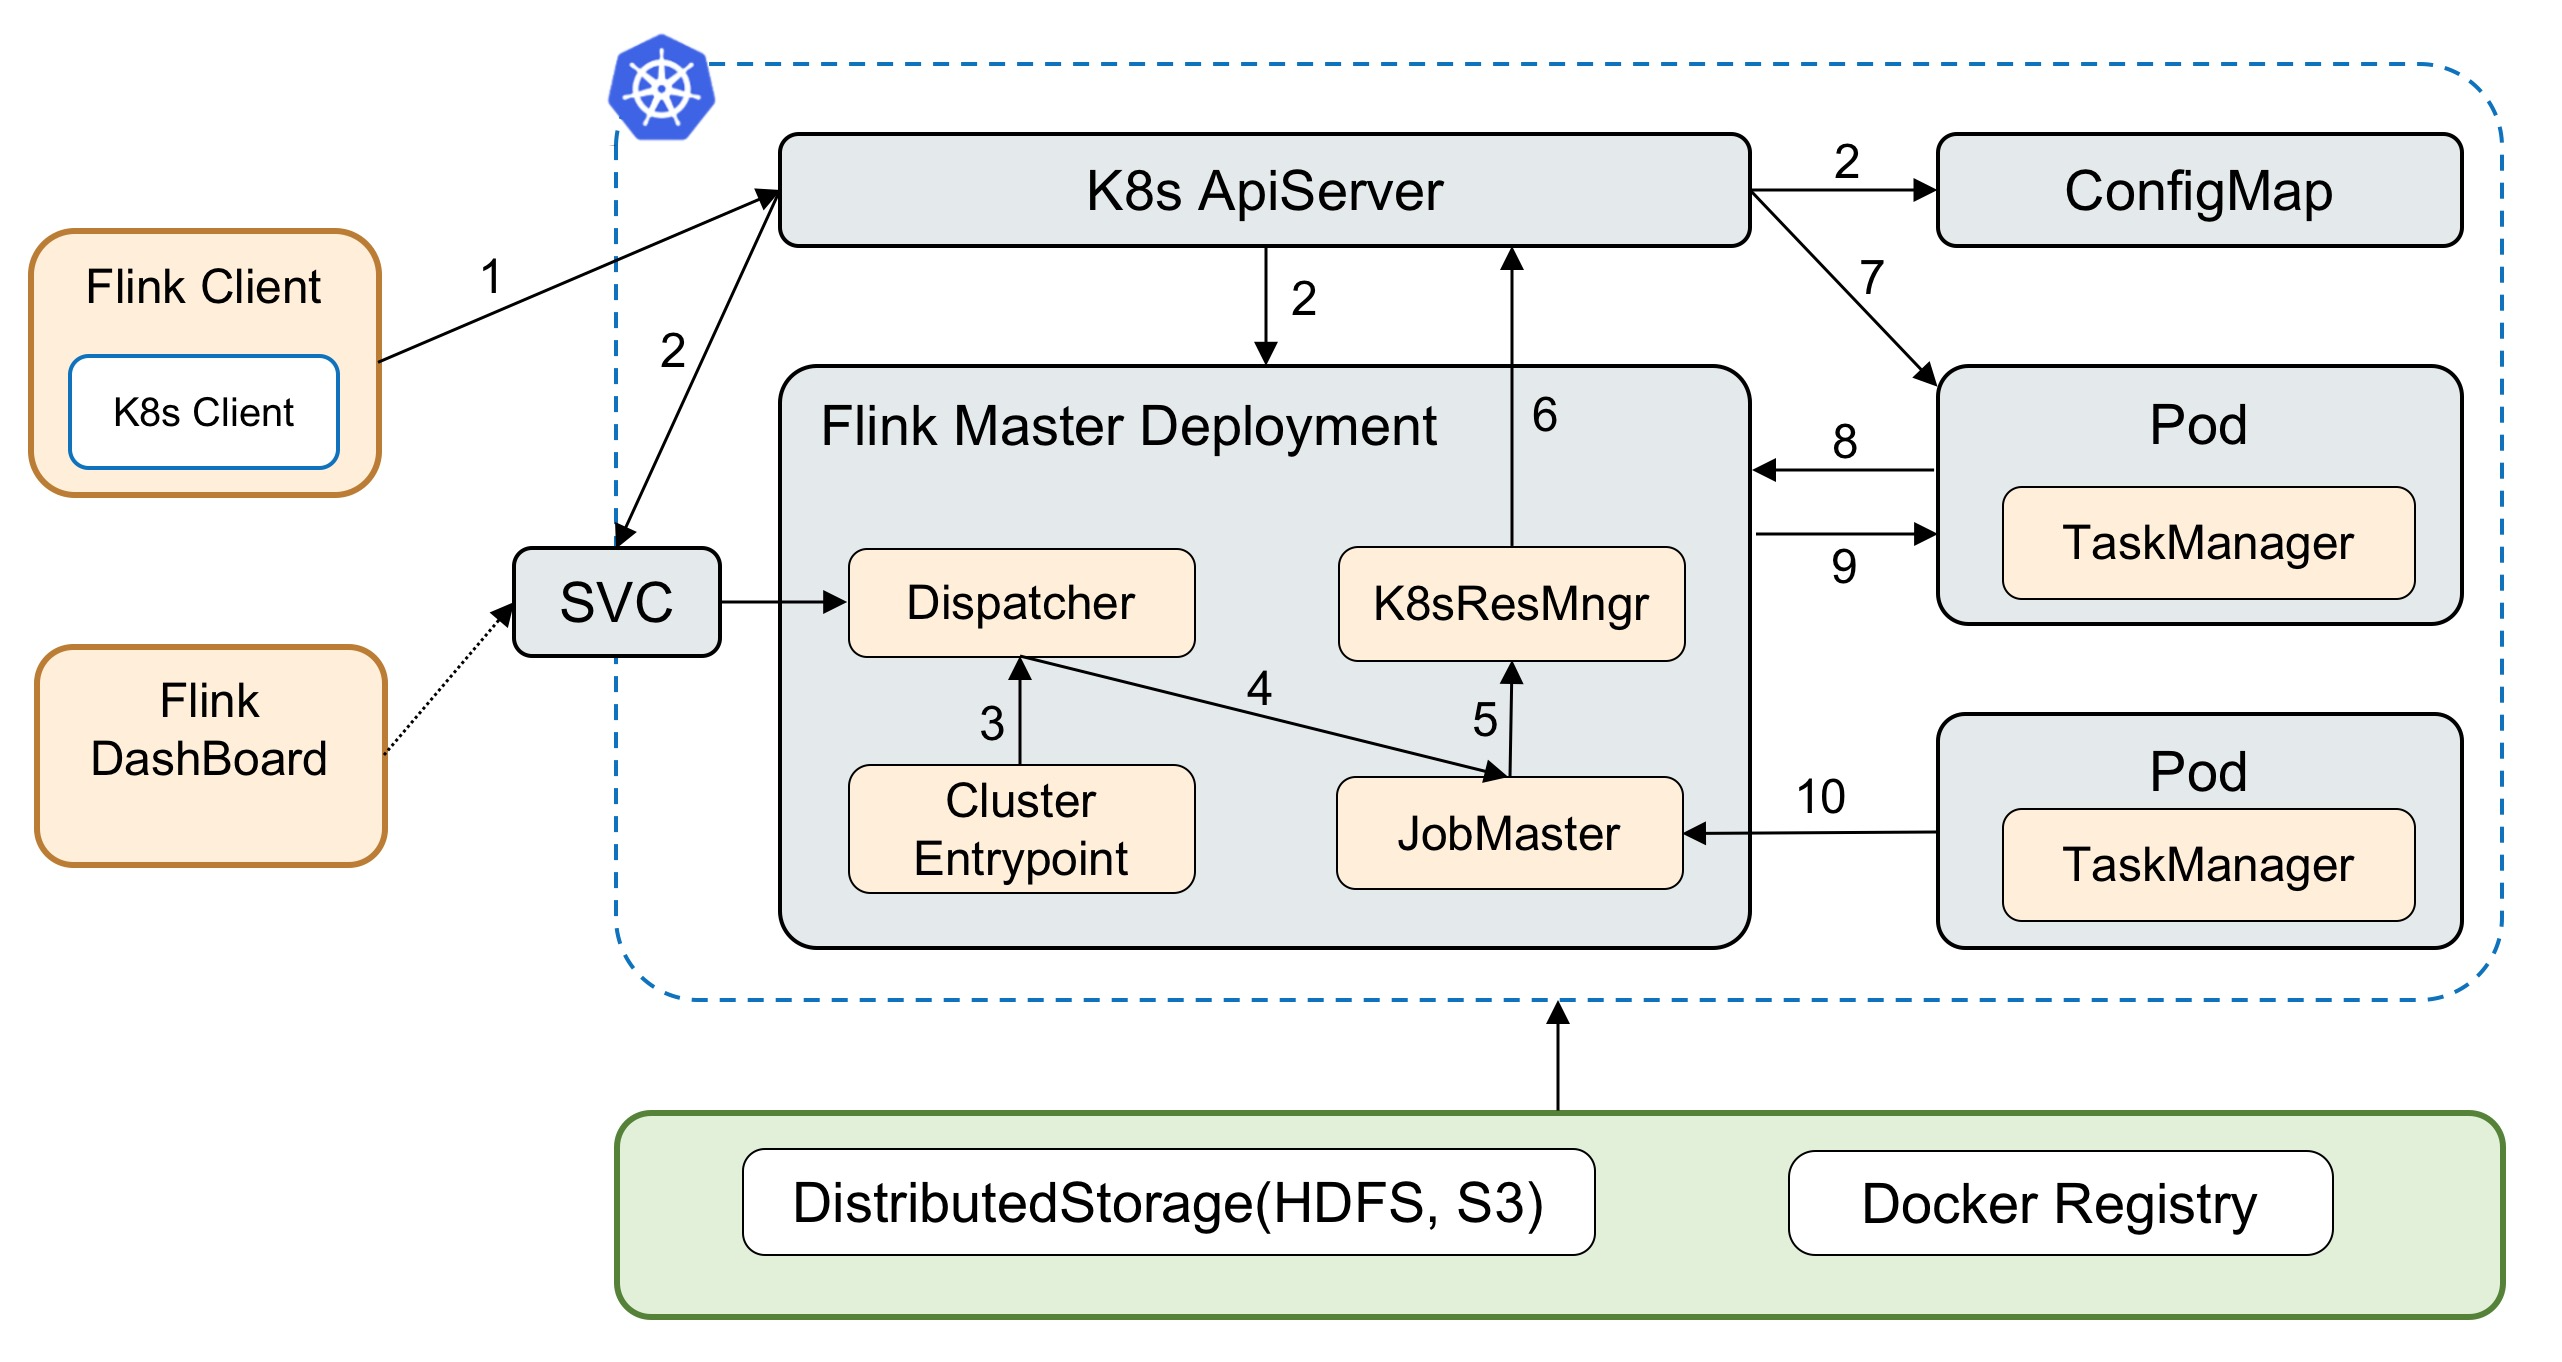 K8s ApiServer
2
ConfigMap
Flink Client
K8s Client
1
2
2
7
Flink Master Deployment
6
Pod
8
TaskManager
9
SVC
Dispatcher
K8sResMngr
Flink
DashBoard
3
4
5
Cluster
Entrypoint
JobMaster
10
Pod
TaskManager
DistributedStorage(HDFS, S3)
Docker Registry